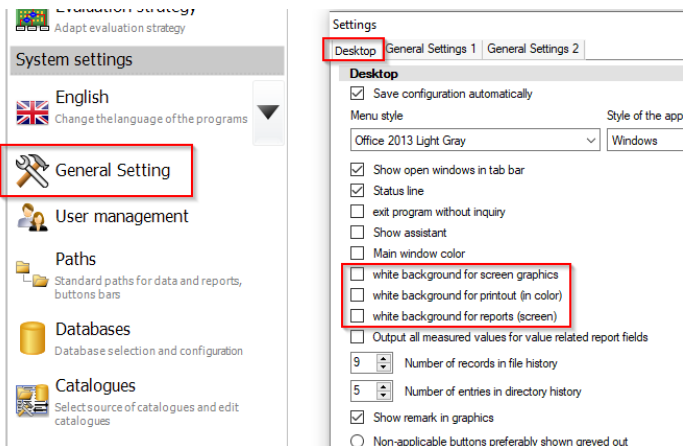 Evaluation strategy
Adapt evaluation strategy
System settings
English
Change the language of the programs
General Setting
User management
Paths
Standard paths for data and reports,
buttons bars
Databases
Database selection and configuration
Catalogues
Select source of catalogues and edit
catalogues
Settings
Desktop General Settings 1 General Settings 2
Desktop
Save configuration automatically
Menu style Style of the app
Office 2013 Light Gray Windows
Show open windows in tab bar
Status line
exit program without inquiry
Show assistant
Main window color
white background for screen graphics
white background for printout (in color)
white background for reports (screen)
Output all measured values for value related report fields
9 Number of records in file history
5 Number of entries in directory history
Show remark in graphics
Non-applicable buttons preferably shown greyed out